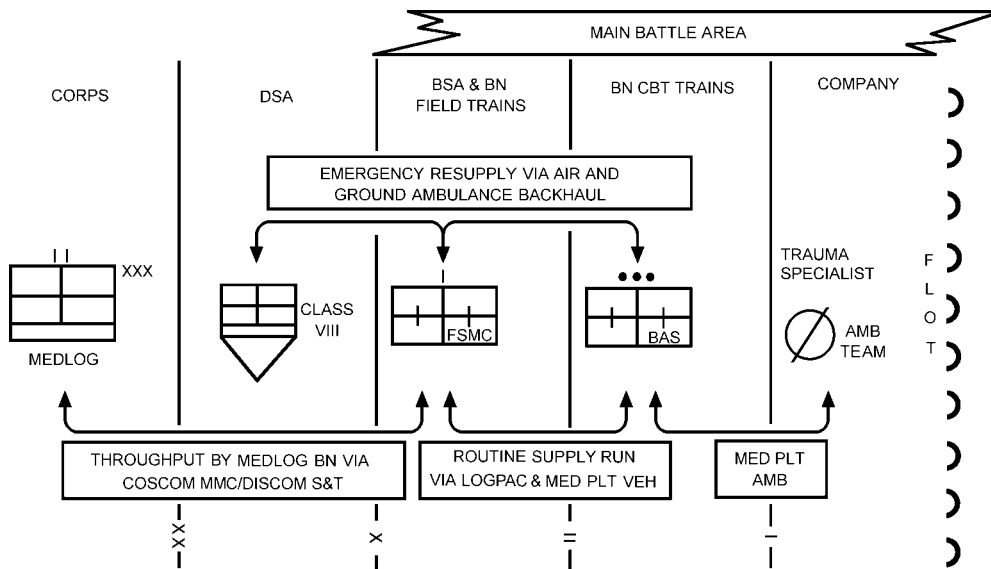 MAIN BATTLE AREA
CORPS
DSA
BSA & BN
FIELD TRAINS
BN CBT TRAINS
COMPANY
EMERGENCY RESUPPLY VIA AIR AND
GROUND AMBULANCE BACKHAUL
I I
XXX
MEDLOG
CLASS
VIII
I
FSMC
BAS
TRAUMA
SPECIALIST
AMB
TEAM
F
L
O
T
THROUGHPUT BY MEDLOG BN VIA
COSCOM MMC/DISCOM S&T
ROUTINE SUPPLY RUN
VIA LOGPAC & MED PLT VEH
MED PLT
AMB
XX
X
II
I